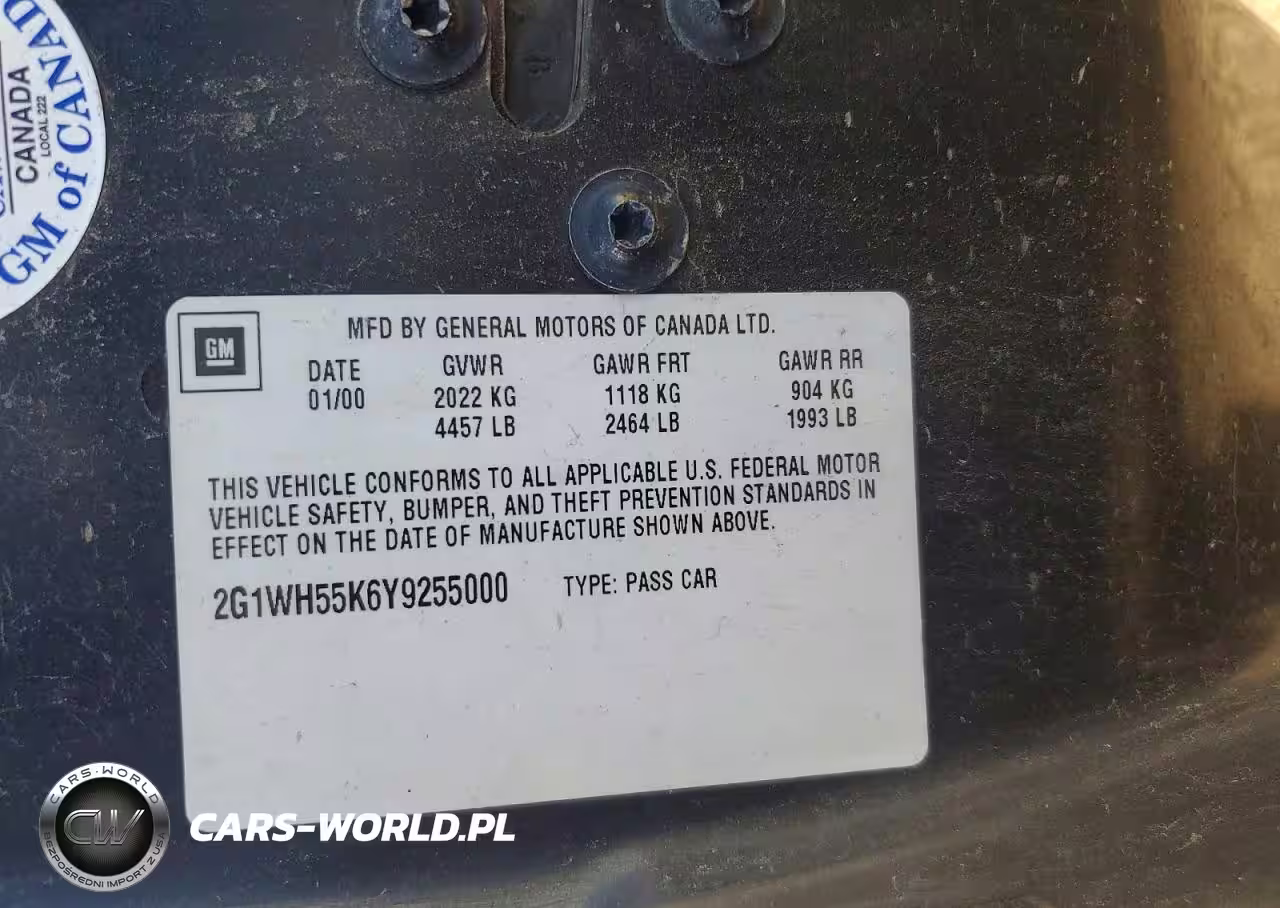 CANADA
LOCAL 222
GM of CANAD
GM
MFD BY GENERAL MOTORS OF CANADA LTD.
DATE GVWR GAWR FRT GAWR RR
01/00 2022 KG 1118 KG 904 KG
4457 LB 2464 LB 1993 LB
THIS VEHICLE CONFORMS TO ALL APPLICABLE U.S. FEDERAL MOTOR
VEHICLE SAFETY, BUMPER, AND THEFT PREVENTION STANDARDS IN
EFFECT ON THE DATE OF MANUFACTURE SHOWN ABOVE.
2G1WH55K6Y9255000 TYPE: PASS CAR
CARS-WORLD
CW
BEZPOŚREDNI IMPORT Z USA
CARS-WORLD.PL